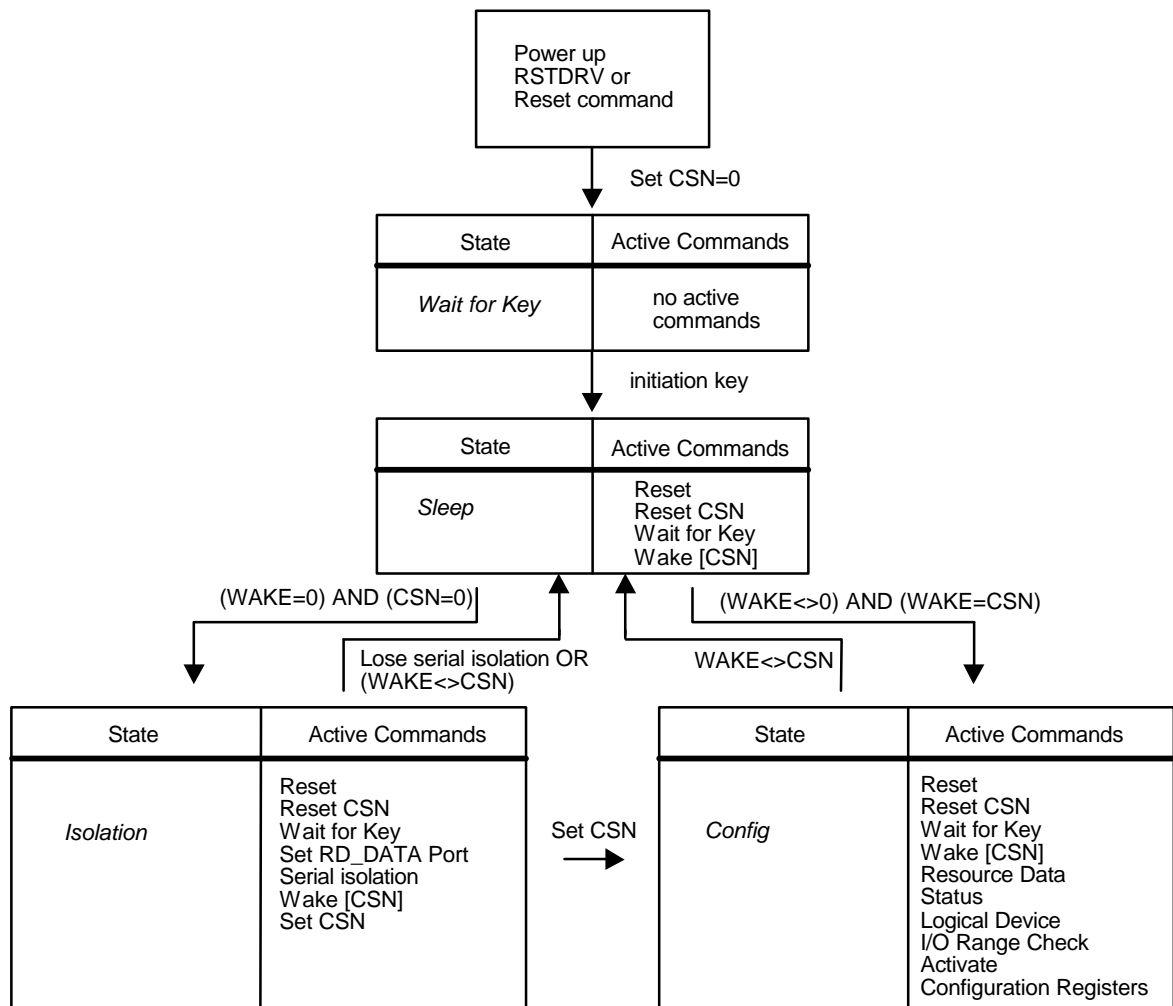 Power up
RSTDRV or
Reset command
Set CSN=0
State
Active Commands
Wait for Key
no active
commands
initiation key
State
Active Commands
Sleep
Reset
Reset CSN
Wait for Key
Wake [CSN]
(WAKE=0) AND (CSN=0)
(WAKE<>0) AND (WAKE=CSN)
Lose serial isolation OR
(WAKE<>CSN)
WAKE<>CSN
State
Active Commands
Isolation
Reset
Reset CSN
Wait for Key
Set RD_DATA Port
Serial isolation
Wake [CSN]
Set CSN
Set CSN
State
Active Commands
Config
Reset
Reset CSN
Wait for Key
Wake [CSN]
Resource Data
Status
Logical Device
I/O Range Check
Activate
Configuration Registers